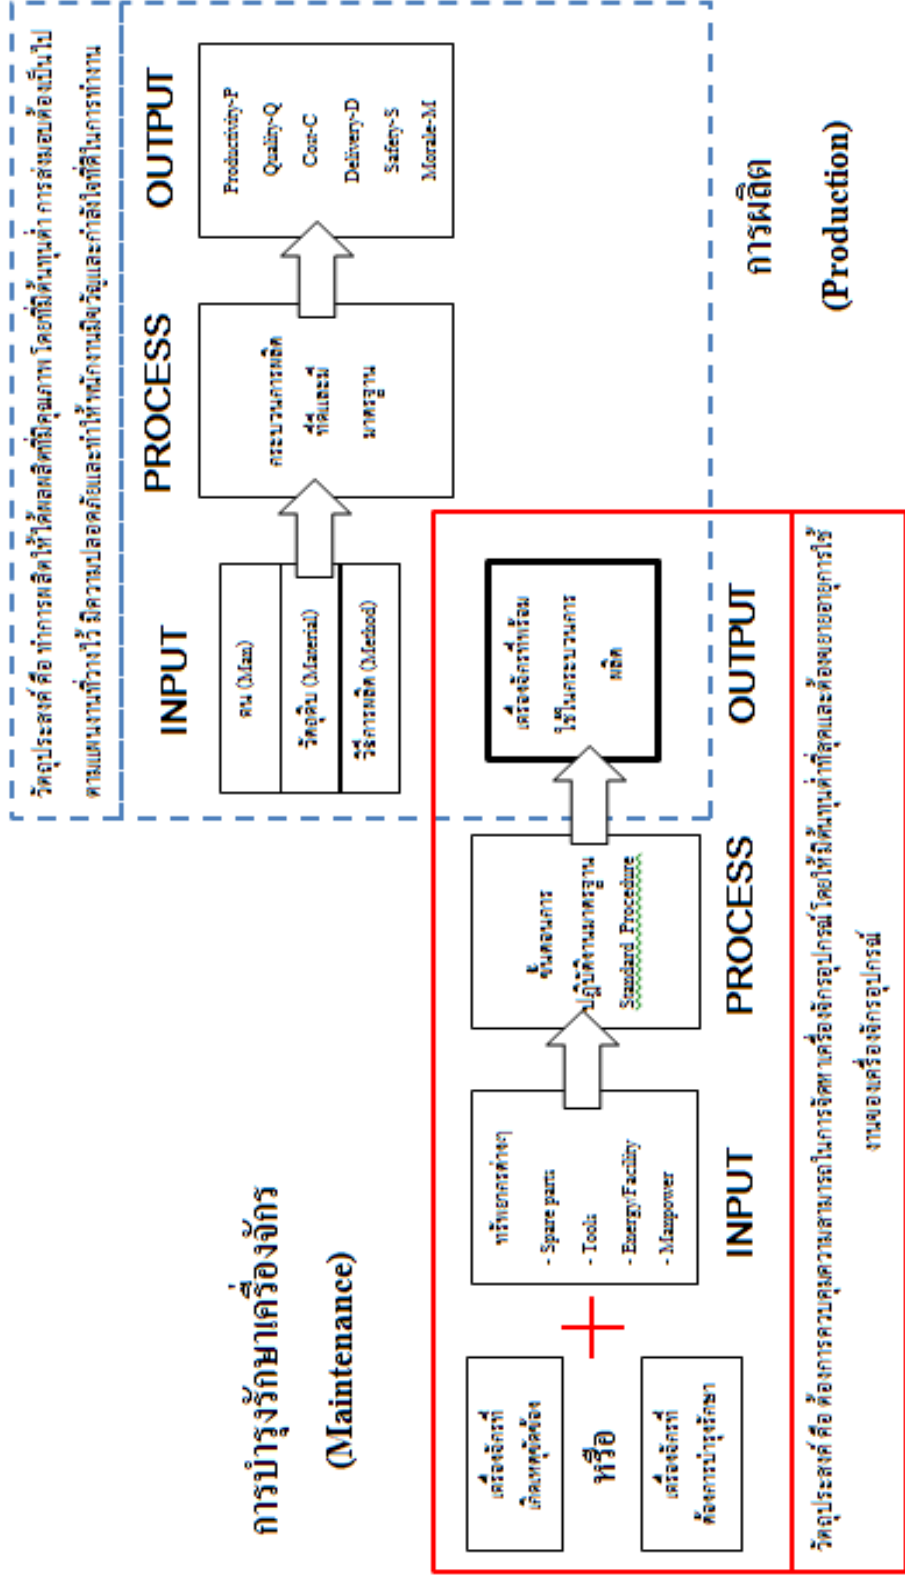 วัตถุประสงค์ คือ ทำการผลิตให้ได้ผลผลิตที่มีคุณภาพ โดยที่มีต้นทุนต่ำ การส่งมอบต้องเป็นไป
ตามแผนงานที่วางไว้ มีความปลอดภัยและทำให้พนักงานมีขวัญและกำลังใจที่ดีในการทำงาน
INPUT
PROCESS
OUTPUT
คน (Man)
วัตถุดิบ (Material)
วิธีการผลิต (Method)
กระบวนการผลิต
ที่ดีและมี
มาตรฐาน
Productivity-P
Quality-Q
Cost-C
Delivery-D
Safety-S
Morale-M
การผลิต
(Production)
การบำรุงรักษาเครื่องจักร
(Maintenance)
เครื่องจักรที่
เกิดเหตุขัดข้อง
หรือ
เครื่องจักรที่
ต้องการบำรุงรักษา
ทรัพยากรต่างๆ
- Spare parts
- Tools
- Energy/Facility
- Manpower
ขั้นตอนการ
ปฏิบัติงานมาตรฐาน
Standard Procedure
เครื่องจักรที่พร้อม
ใช้ในกระบวนการ
ผลิต
INPUT
PROCESS
OUTPUT
วัตถุประสงค์ คือ ต้องการควบคุมความสามารถในการจัดหาเครื่องจักรอุปกรณ์ โดยให้มีต้นทุนต่ำที่สุดและต้องขยายอายุการใช้
งานของเครื่องจักรอุปกรณ์